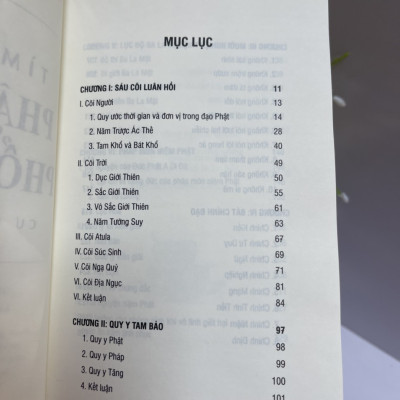 TÌM
PHẬ
PHỔ
CƯ
MỤC LỤC
CHƯƠNG I: SÁU CÕI LUÂN HỒI 11
I. Cõi Người 13
1. Quy ước thời gian và đơn vị trong đạo Phật 14
2. Năm Trược Ác Thế 28
3. Tam Khổ và Bát Khổ 40
II. Cõi Trời 49
1. Dục Giới Thiên 50
2. Sắc Giới Thiên 55
3. Vô Sắc Giới Thiên 61
4. Năm Tướng Suy 63
III. Cõi Atula 67
IV. Cõi Súc Sinh 69
V. Cõi Ngạ Quỷ 71
VI. Cõi Địa Ngục 81
VI. Kết luận 84
CHƯƠNG II: QUY Y TAM BẢO 97
1. Quy y Phật 98
2. Quy y Pháp 99
3. Quy y Tăng 100
4. Kết luận 101